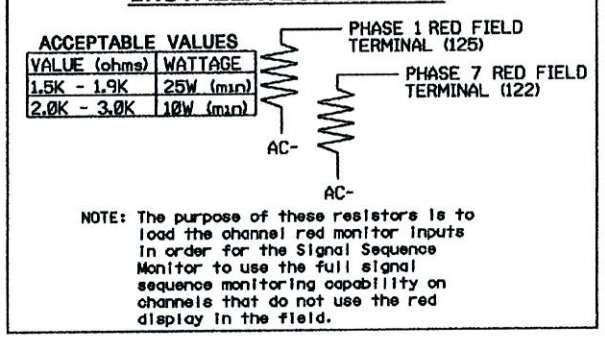 ACCEPTABLE VALUES
VALUE (ohms) WATTAGE
1.5K - 1.9K 25W (min)
2.0K - 3.0K 10W (min)
PHASE 1 RED FIELD
TERMINAL (125)
PHASE 7 RED FIELD
TERMINAL (122)
AC-
AC-
NOTE: The purpose of these resistors is to
load the channel red monitor inputs
in order for the Signal Sequence
Monitor to use the full signal
sequence monitoring capability on
channels that do not use the red
display in the field.